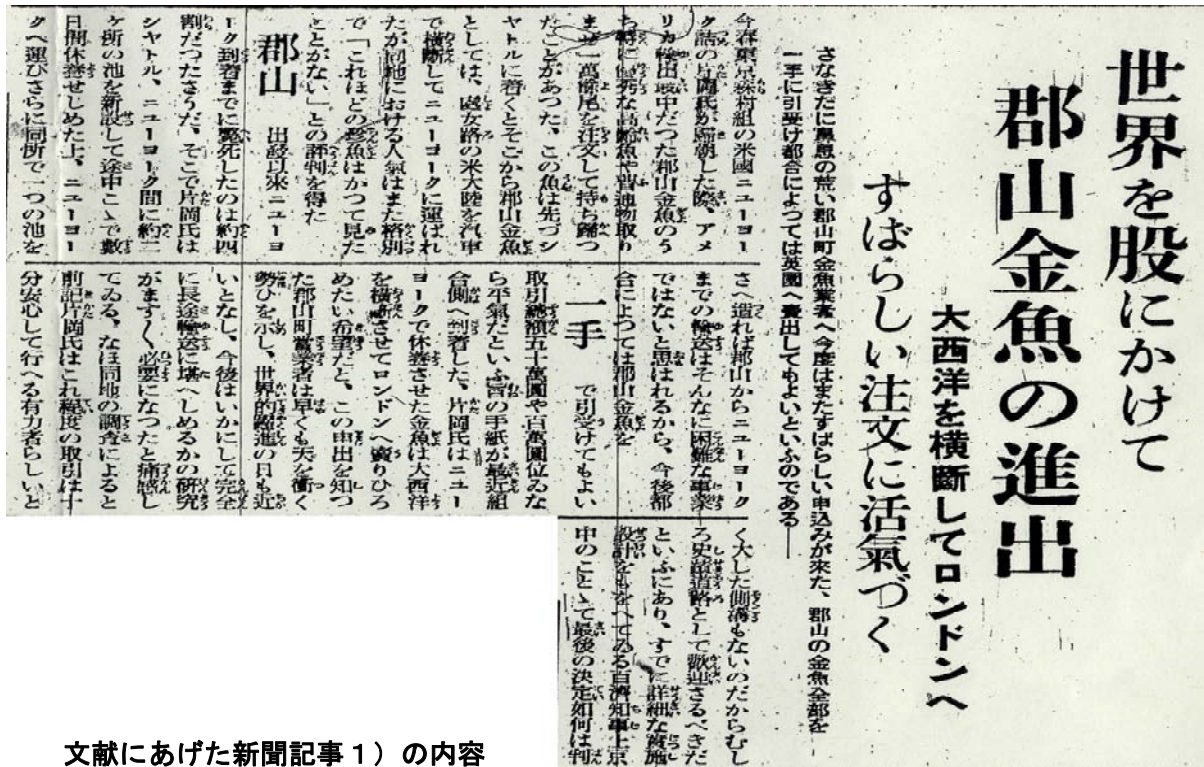 世界を股にかけて
郡山金魚の進出
大西洋を横断してロンドンへ
すばらしい注文に活氣づく
さなきだに鼻息の荒い郡山町金魚業者へ今度はまたすばらしい申込みが來た、郡山の金魚全部を
一手に引受け都合によつては英國へ賣出してもよいといふのである──
今春東京森村組の米國ニューヨー
ク詰の片岡氏が歸朝した際、アメ
リカ輸出最中だつた郡山金魚のう
ち特に優秀な高級魚や普通物取り
まぜ一萬餘尾を注文して持ち歸つ
たことがあつた、この魚は先づシ
ヤトルに着くとそこから郡山金魚
としては、處女路の米大陸を汽車
で横斷してニューヨークに運ばれ
たが同地における人氣はまた格別
で「これほどの金魚はかつて見た
ことがない」との評判を得た
郡山 出發以來ニューヨ
ーク到着までに斃死したのは約四
割だつたさうだ、そこで片岡氏は
シヤトル、ニューヨーク間に約二
ケ所の池を新設して途中こゝで數
日間休養せしめた上、ニューヨー
クへ運びさらに同所で一つの池を
さへ造れば郡山からニューヨーク
までの輸送はそんなに困難な事業
ではないと思はれるから、今後都
合によつては郡山金魚を
一手 で引受けてもよい
取引總額五十萬圓や百萬圓位ゐな
ら平氣だといふ旨の手紙が最近組
合側へ到着した、片岡氏はニュー
ヨークで休養させた金魚は大西洋
を横斷させてロンドンへ賣りひろ
めたい希望だと、この申出を知つ
た郡山町當業者は早くも天を衝く
勢ひを示し、世界的躍進の日も近
いとなし、今後はいかにして完全
に長途輸送に堪へしめるかの研究
がますく必要になつたと痛感し
てゐる、なほ同地の調査によると
前記片岡氏はこれ程度の取引は十
分安心して行へる有力者らしいと
く大した側溝もないのだからむし
ろ史蹟道路として歡迎さるべきだ
といふにあり、すでに詳細な實施
設計をもをへてゐる百濟知事上京
中のことゝて最後の決定如何は判
文献にあげた新聞記事１）の内容